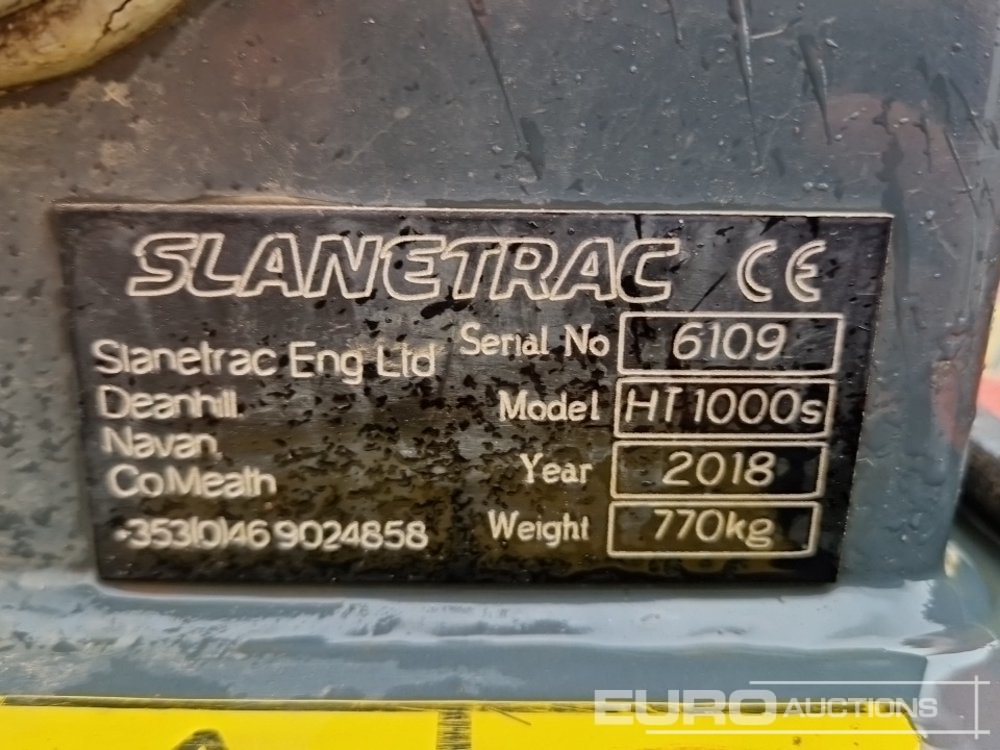 SLANETRAC CE
Slanetrac Eng Ltd
Deanhill,
Navan,
Co Meath
+353(0)46 9024858
Serial No 6109
Model HT1000s
Year 2018
Weight 770kg
EURO AUCTIONS